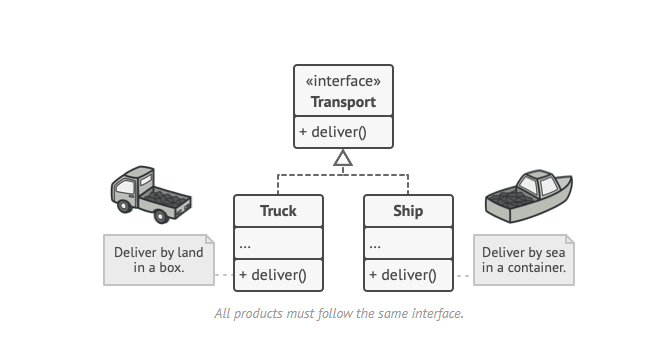 «interface»
Transport
+ deliver()
Truck
...
+ deliver()
Ship
...
+ deliver()
Deliver by land
in a box.
Deliver by sea
in a container.
All products must follow the same interface.